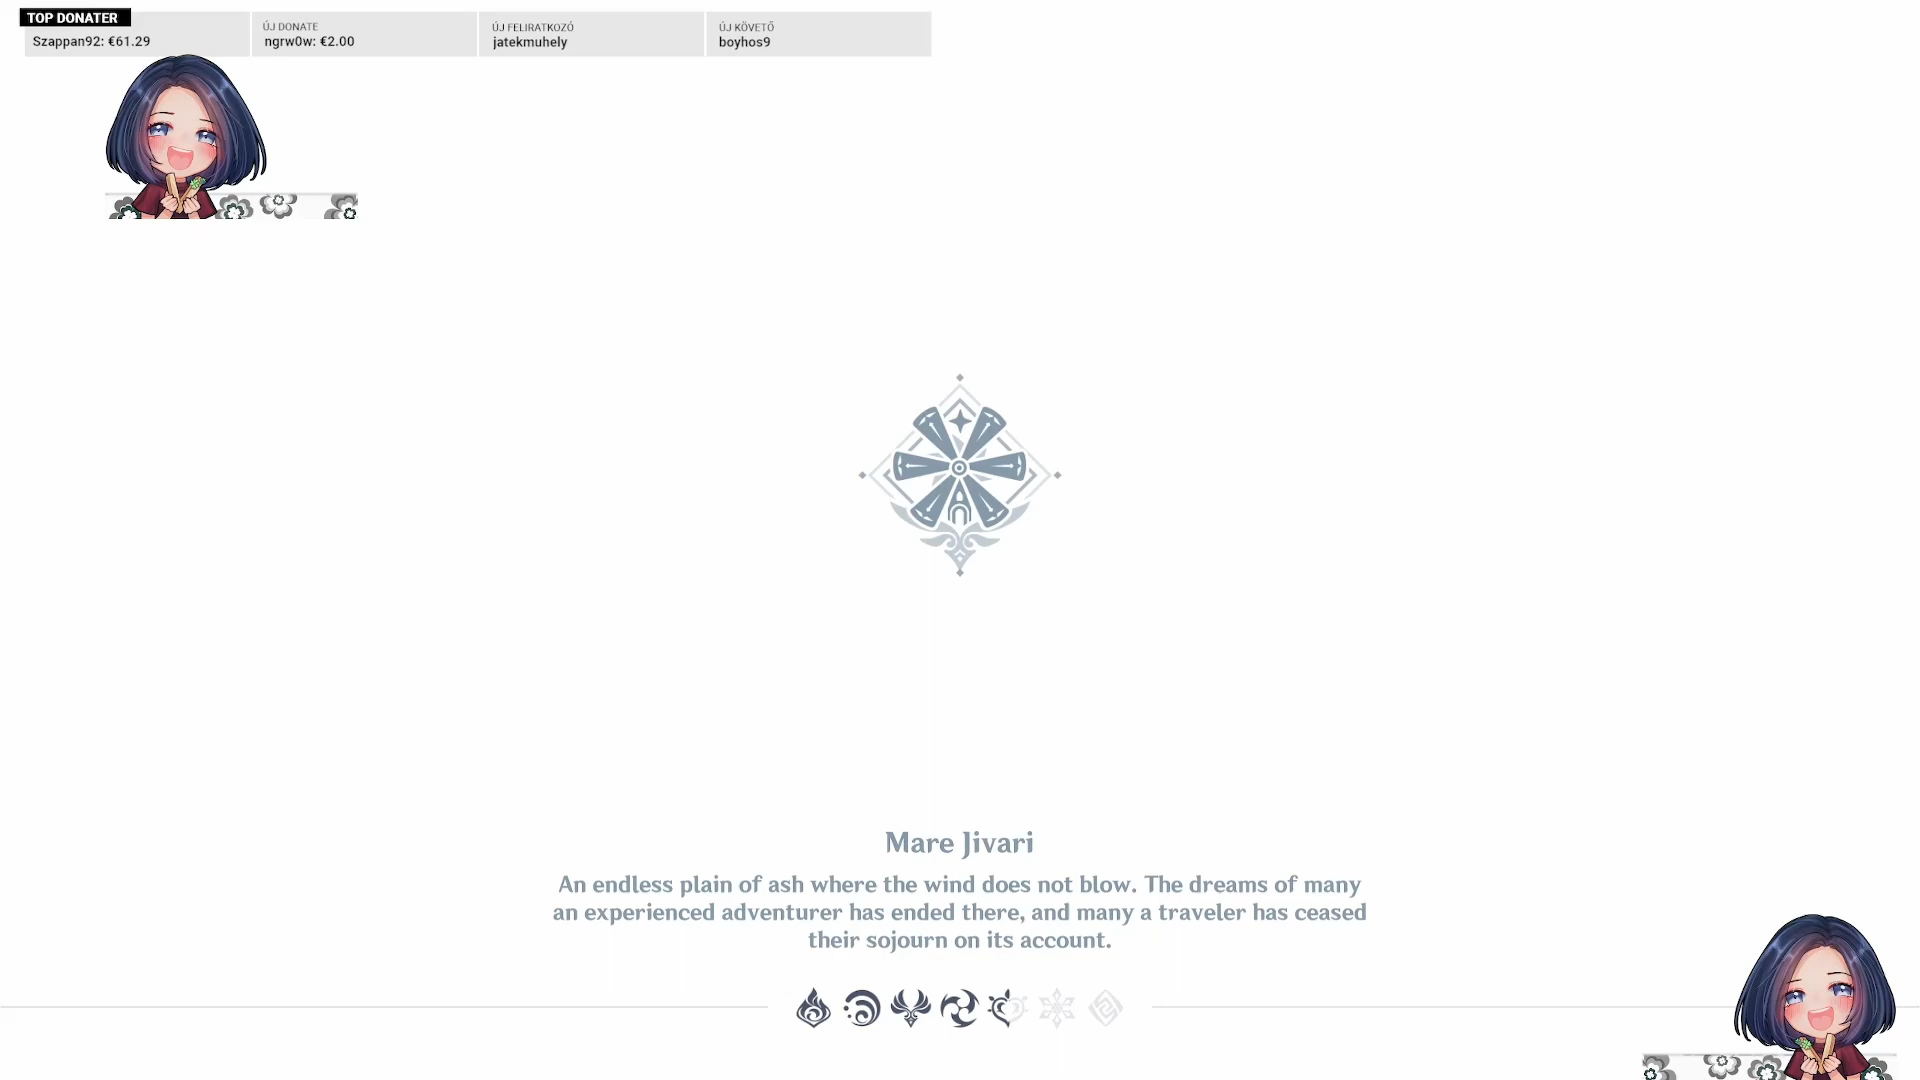 TOP DONATER
Szappan92: €61.29
ÚJ DONATE
ngrw0w: €2.00
ÚJ FELIRATKOZÓ
jatekmuhely
ÚJ KÖVETŐ
boyhos9
Mare Jivari
An endless plain of ash where the wind does not blow. The dreams of many
an experienced adventurer has ended there, and many a traveler has ceased
their sojourn on its account.